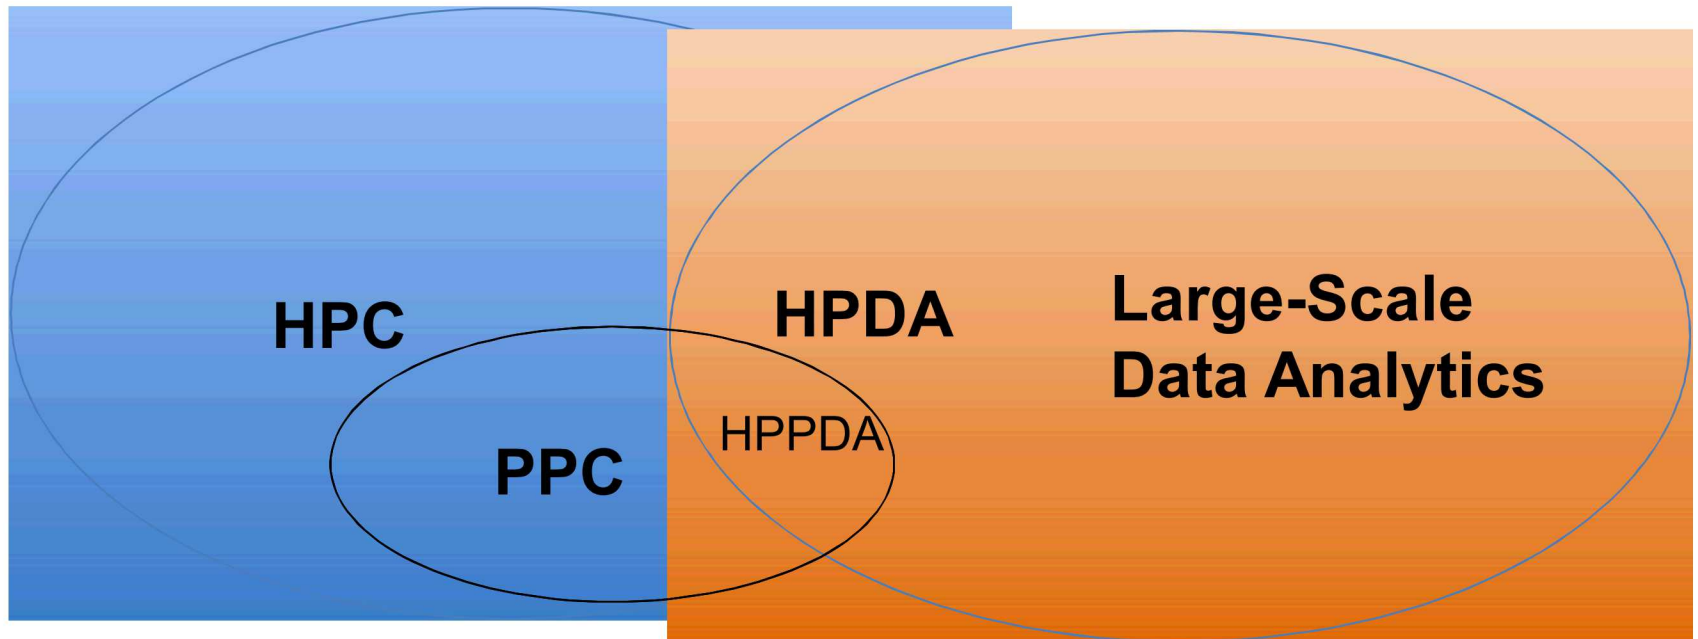 HPC
HPDA
Large-Scale
Data Analytics
HPPDA
PPC